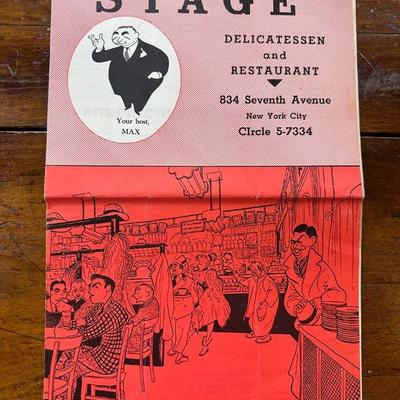 STAGE
DELICATESSEN
and
RESTAURANT
834 Seventh Avenue
New York City
CIrcle 5-7334
Your host,
MAX